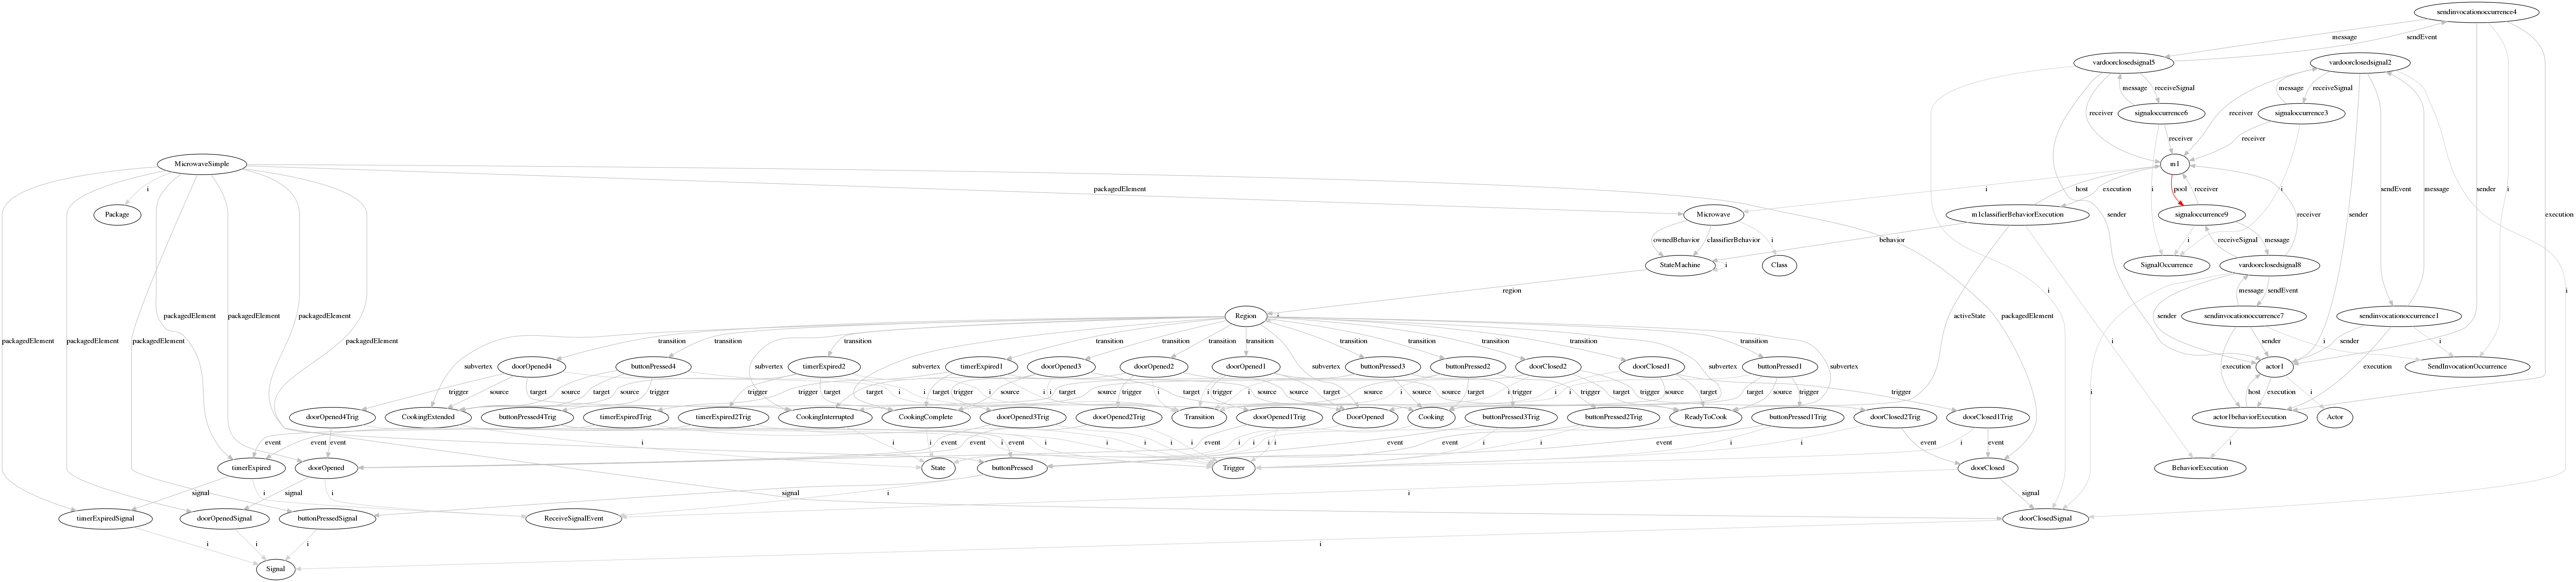 sendinvocationoccurrence4
message
sendEvent
vardoorclosedsignal5
vardoorclosedsignal2
message
receiveSignal
message
receiveSignal
receiver
signaloccurrence6
receiver
signaloccurrence3
receiver
receiver
MicrowaveSimple
m1
i
packagedElement
i
host
execution
pool
receiver
i
i
sendEvent
message
sender
i
Package
Microwave
m1classifierBehaviorExecution
signaloccurrence9
sender
sender
receiver
execution
ownedBehavior
classifierBehavior
i
behavior
i
receiveSignal
message
StateMachine
i
Class
SignalOccurrence
vardoorclosedsignal8
region
i
message
sendEvent
i
Region
i
activeState
packagedElement
sendinvocationoccurrence7
sendinvocationoccurrence1
packagedElement
packagedElement
packagedElement
packagedElement
packagedElement
packagedElement
packagedElement
transition
transition
transition
transition
transition
transition
transition
transition
transition
transition
transition
transition
i
sender
sender
i
sender
i
subvertex
doorOpened4
buttonPressed4
timerExpired2
subvertex
subvertex
timerExpired1
doorOpened3
doorOpened2
doorOpened1
subvertex
buttonPressed3
buttonPressed2
doorClosed2
subvertex
doorClosed1
buttonPressed1
subvertex
execution
actor1
execution
SendInvocationOccurrence
trigger
source
target
source
target
trigger
i
trigger
target
i
target
trigger
source
target
trigger
i
source
target
trigger
source
target
source
target
trigger
source
target
trigger
source
target
trigger
host
execution
i
doorOpened4Trig
CookingExtended
buttonPressed4Trig
timerExpiredTrig
timerExpired2Trig
CookingInterrupted
CookingComplete
doorOpened3Trig
doorOpened2Trig
Transition
doorOpened1Trig
DoorOpened
Cooking
buttonPressed3Trig
buttonPressed2Trig
ReadyToCook
buttonPressed1Trig
doorClosed2Trig
doorClosed1Trig
actor1behaviorExecution
Actor
event
event
event
i
event
i
i
event
i
i
event
i
i
event
i
event
i
event
i
event
i
event
i
timerExpired
doorOpened
State
buttonPressed
Trigger
doorClosed
BehaviorExecution
signal
i
signal
i
signal
i
i
signal
timerExpiredSignal
doorOpenedSignal
buttonPressedSignal
ReceiveSignalEvent
doorClosedSignal
i
i
i
i
Signal